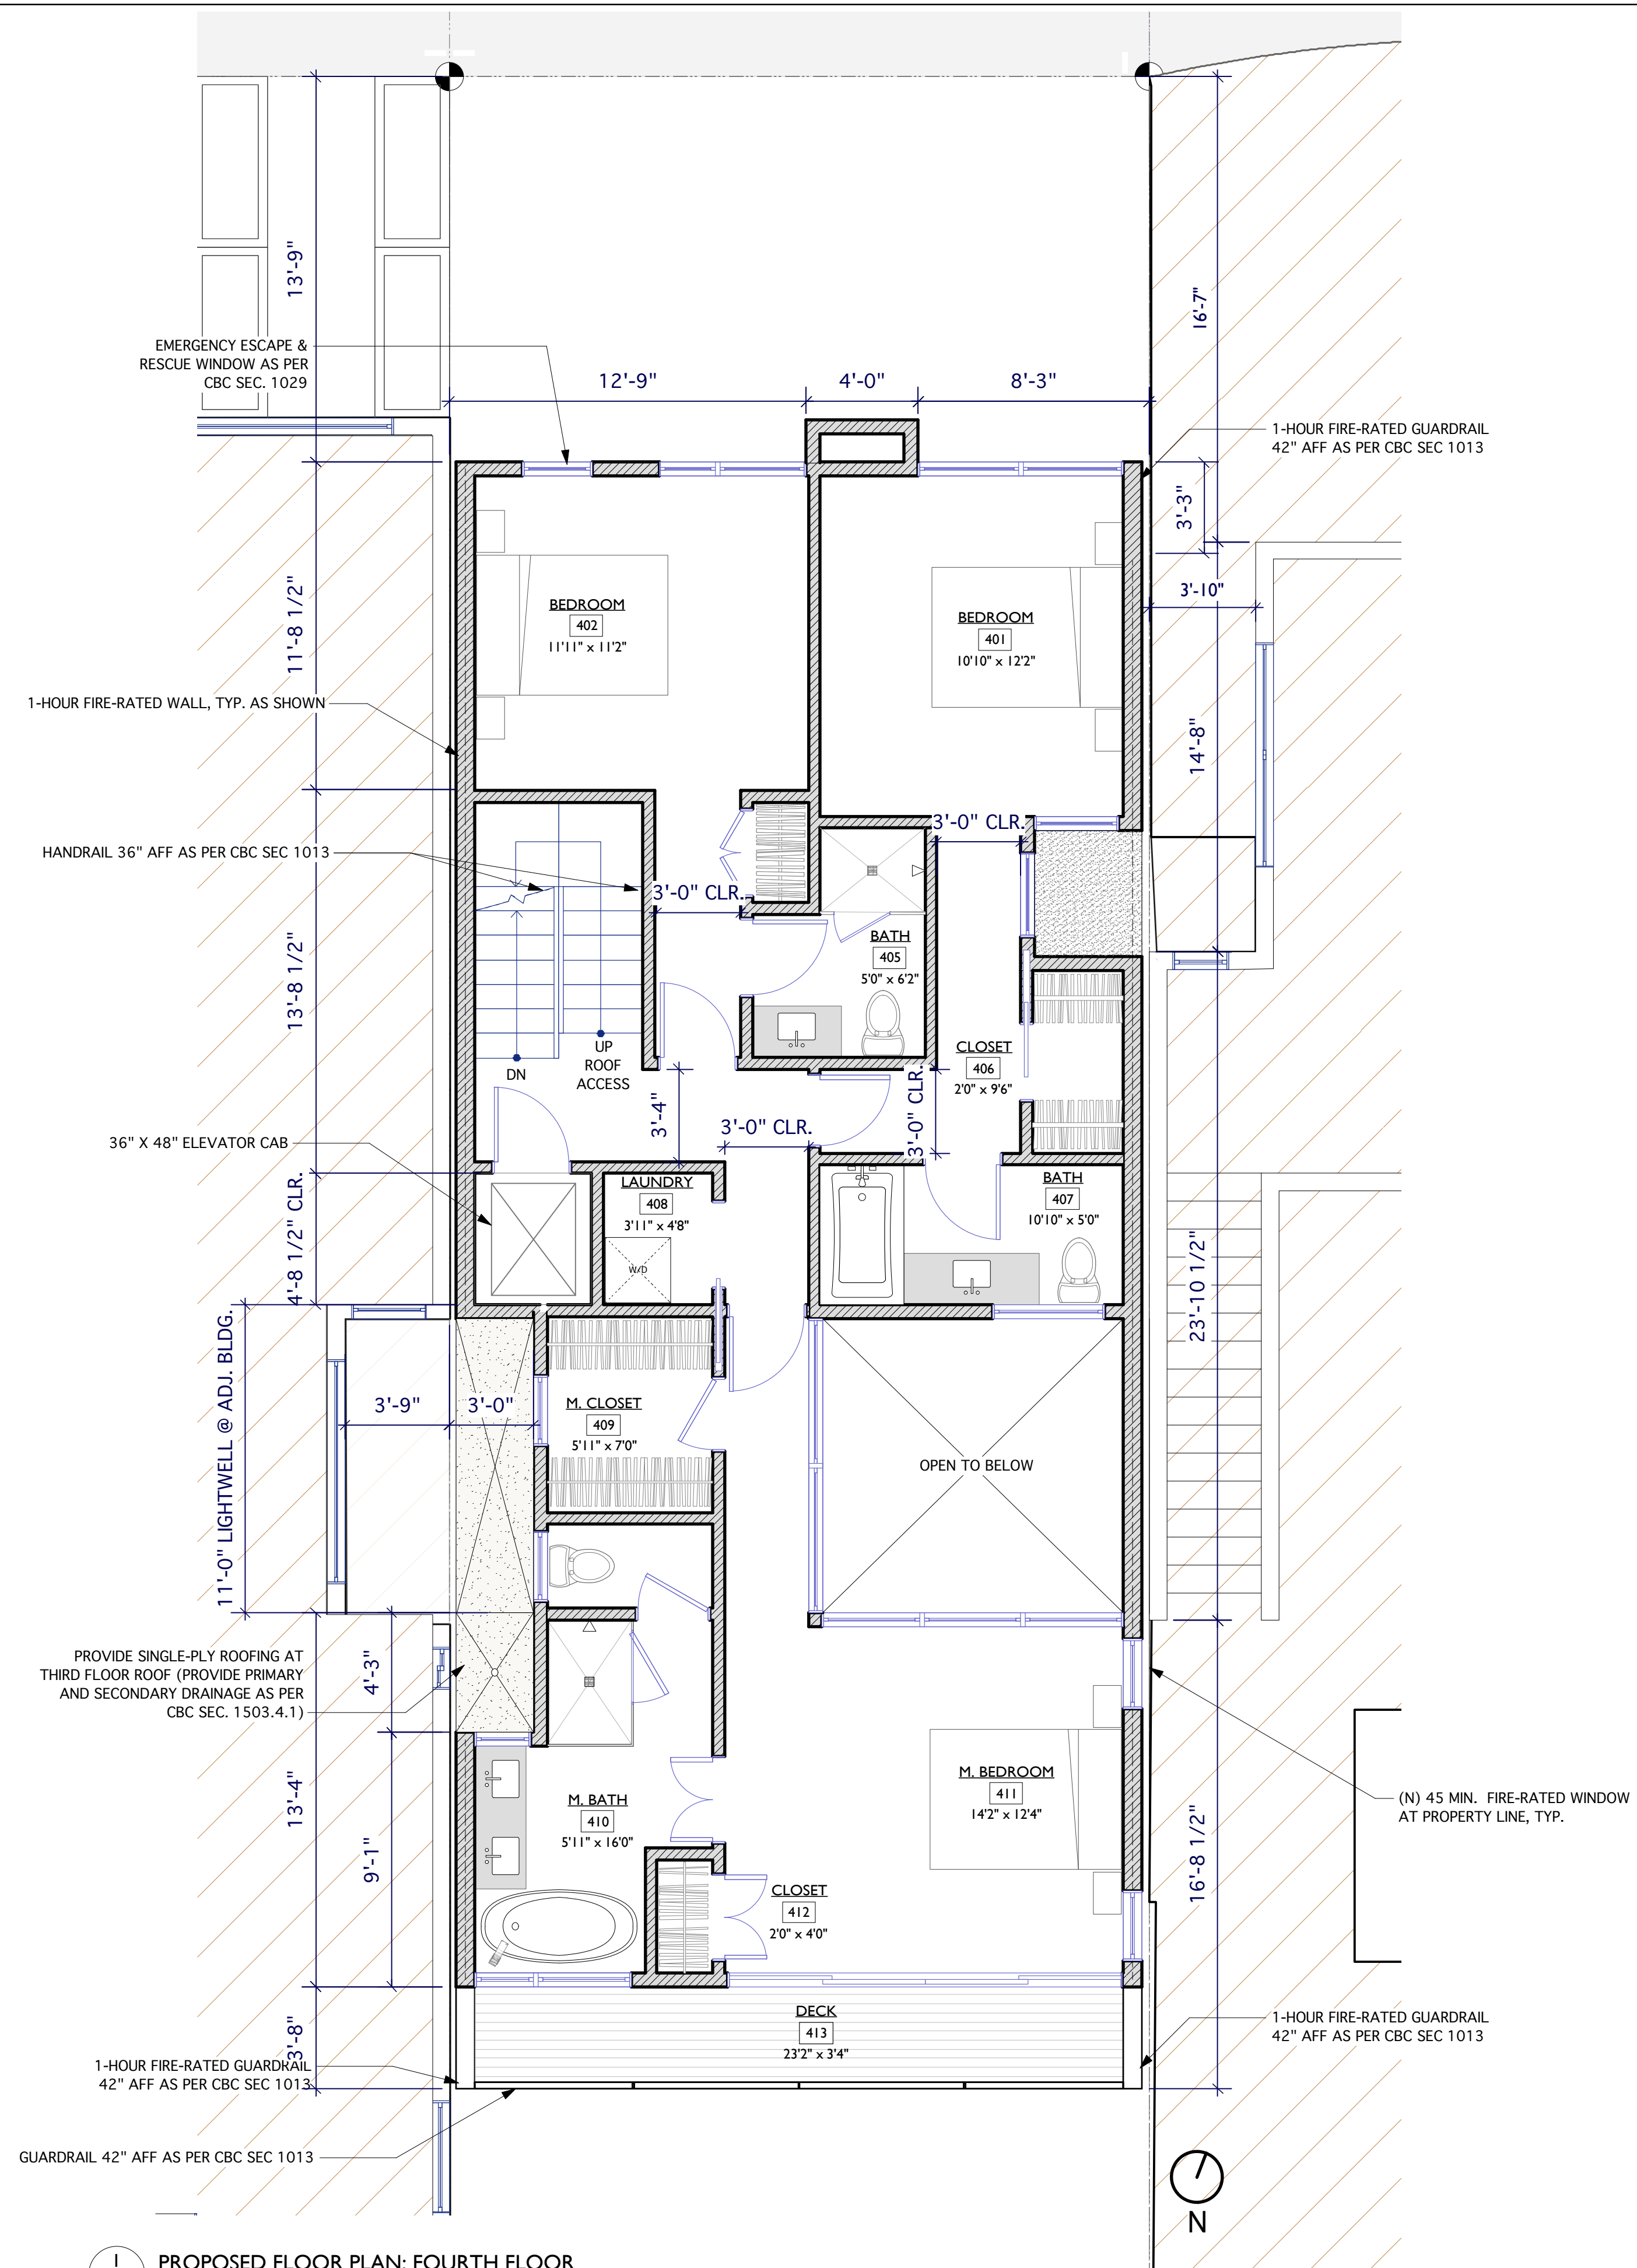 13'-9"
16'-7"
EMERGENCY ESCAPE &
RESCUE WINDOW AS PER
CBC SEC. 1029
12'-9"
4'-0"
8'-3"
1-HOUR FIRE-RATED GUARDRAIL
42" AFF AS PER CBC SEC 1013
3'-3"
3'-10"
11'-8 1/2"
BEDROOM
402
11'11" x 11'2"
BEDROOM
401
10'10" x 12'2"
1-HOUR FIRE-RATED WALL, TYP. AS SHOWN
14'-8"
3'-0" CLR.
HANDRAIL 36" AFF AS PER CBC SEC 1013
3'-0" CLR.
BATH
405
5'0" x 6'2"
13'-8 1/2"
UP
ROOF
ACCESS
DN
CLOSET
406
2'0" x 9'6"
3'-4"
3'-0" CLR.
3'-0" CLR.
36" X 48" ELEVATOR CAB
4'-8 1/2" CLR.
LAUNDRY
408
3'11" x 4'8"
W/D
BATH
407
10'10" x 5'0"
23'-10 1/2"
11'-0" LIGHTWELL @ ADJ. BLDG.
3'-9"
3'-0"
M. CLOSET
409
5'11" x 7'0"
OPEN TO BELOW
PROVIDE SINGLE-PLY ROOFING AT
THIRD FLOOR ROOF (PROVIDE PRIMARY
AND SECONDARY DRAINAGE AS PER
CBC SEC. 1503.4.1)
4'-3"
13'-4"
9'-1"
M. BATH
410
5'11" x 16'0"
M. BEDROOM
411
14'2" x 12'4"
(N) 45 MIN. FIRE-RATED WINDOW
AT PROPERTY LINE, TYP.
16'-8 1/2"
CLOSET
412
2'0" x 4'0"
DECK
413
23'2" x 3'4"
3'-8"
1-HOUR FIRE-RATED GUARDRAIL
42" AFF AS PER CBC SEC 1013
1-HOUR FIRE-RATED GUARDRAIL
42" AFF AS PER CBC SEC 1013
GUARDRAIL 42" AFF AS PER CBC SEC 1013
N
1
PROPOSED FLOOR PLAN: FOURTH FLOOR